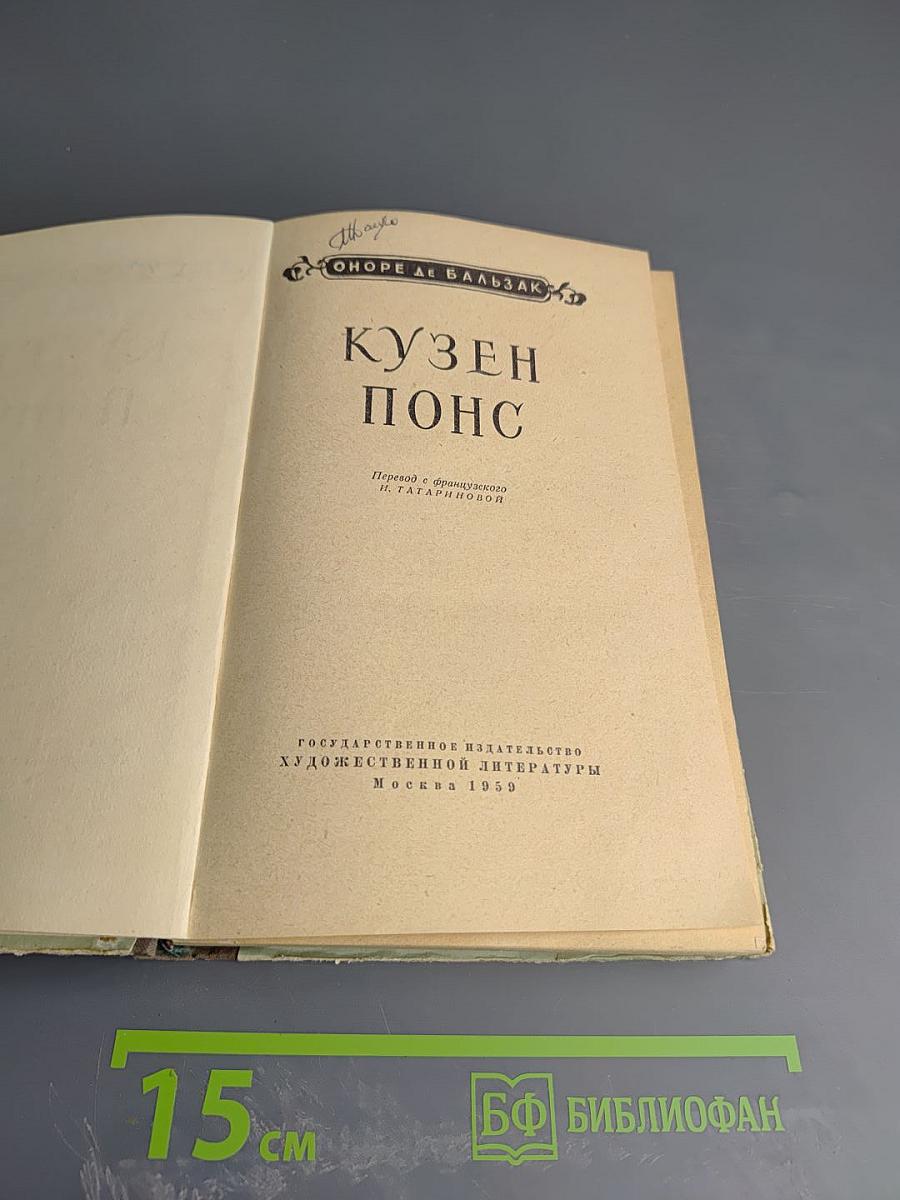 ОНОРЕ ДЕ БАЛЬЗАК
КУЗЕН
ПОНС
Перевод с французского
И. ТАТАРИНОВОЙ
ГОСУДАРСТВЕННОЕ ИЗДАТЕЛЬСТВО
ХУДОЖЕСТВЕННОЙ ЛИТЕРАТУРЫ
Москва 1959
15 см
БФ БИБЛИОФАН